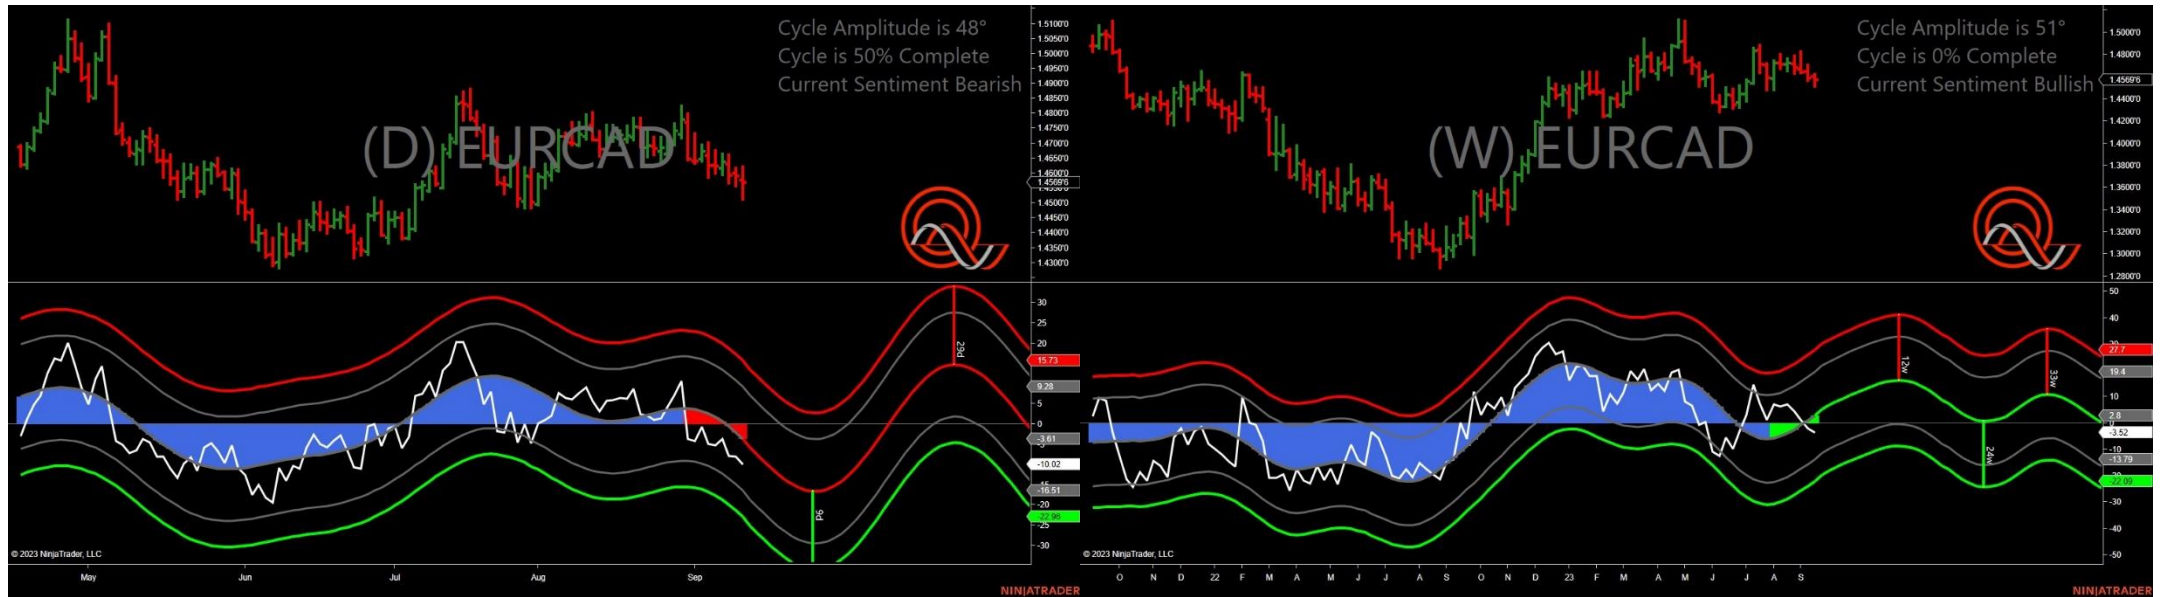 Cycle Amplitude is 48°
Cycle is 50% Complete
Current Sentiment Bearish
(D) EURCAD
1.5100'0
1.5050'0
1.5000'0
1.4950'0
1.4900'0
1.4850'0
1.4800'0
1.4750'0
1.4700'0
1.4650'0
1.4600'0
1.4569'6
1.4500'0
1.4450'0
1.4400'0
1.4350'0
1.4300'0
30
25
20
15.73
9.28
5
0
-3.61
-10.02
-16.51
-20
-22.96
-25
-30
29d
9d
© 2023 NinjaTrader, LLC
May
Jun
Jul
Aug
Sep
NINJATRADER
Cycle Amplitude is 51°
Cycle is 0% Complete
Current Sentiment Bullish
(W) EURCAD
1.5000'0
1.4800'0
1.4569'6
1.4400'0
1.4200'0
1.4000'0
1.3800'0
1.3600'0
1.3400'0
1.3200'0
1.3000'0
1.2800'0
50
40
27.7
19.4
10
2.8
-3.52
-13.79
-22.09
-30
-40
-50
12w
24w
33w
© 2023 NinjaTrader, LLC
O
N
D
22
F
M
A
M
J
J
A
S
O
N
D
23
F
M
A
M
J
J
A
S
NINJATRADER